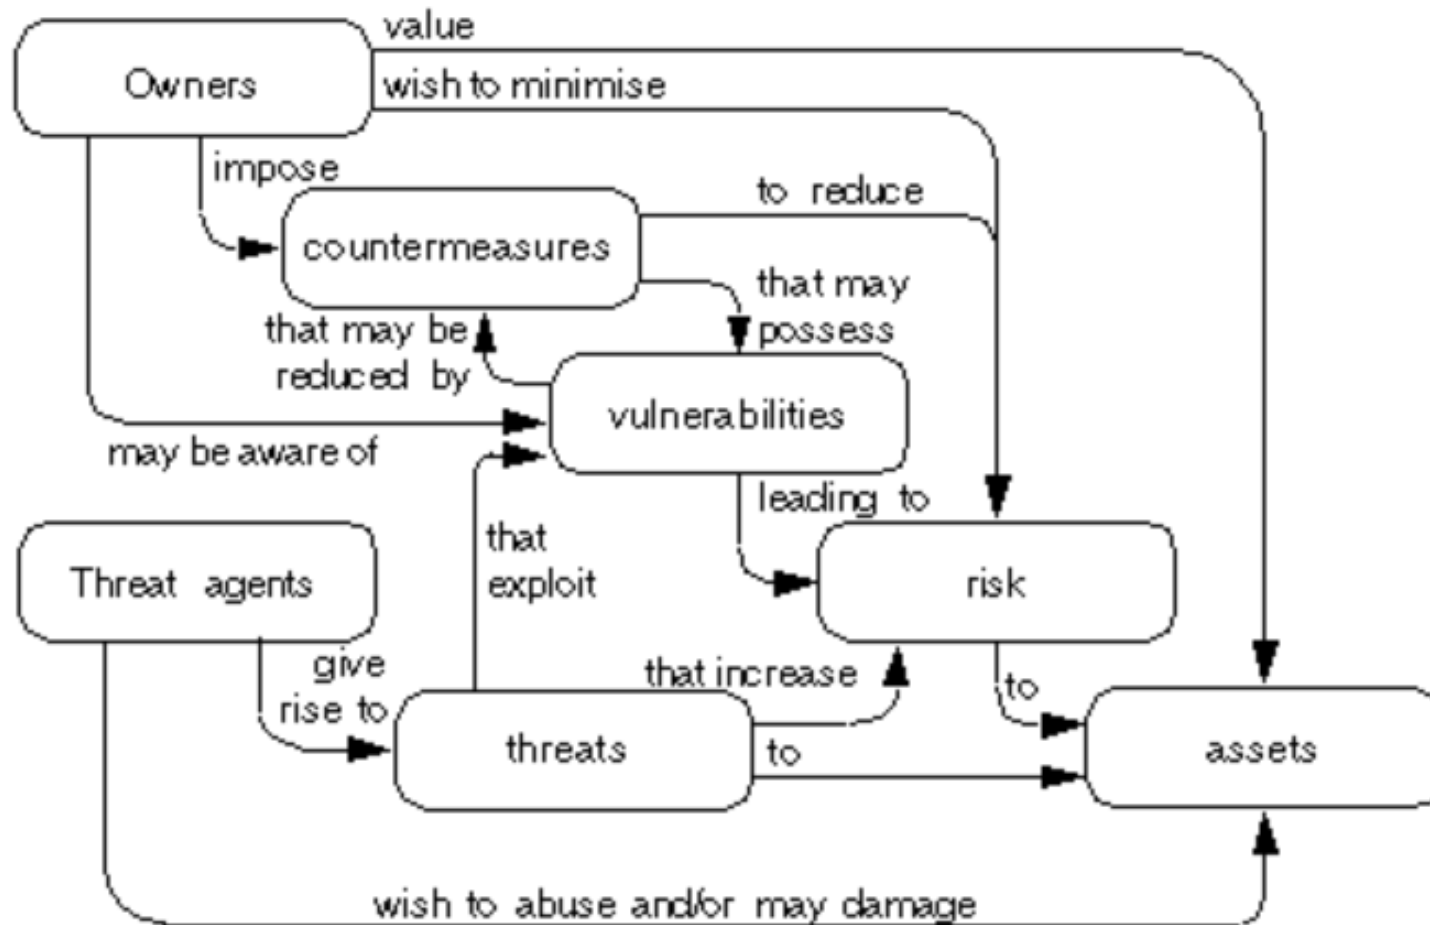 value
Owners
wish to minimise
impose
to reduce
countermeasures
that may
possess
that may be
reduced by
vulnerabilities
may be aware of
leading to
that
exploit
Threat agents
risk
give
rise to
that increase
to
threats
to
assets
wish to abuse and/or may damage